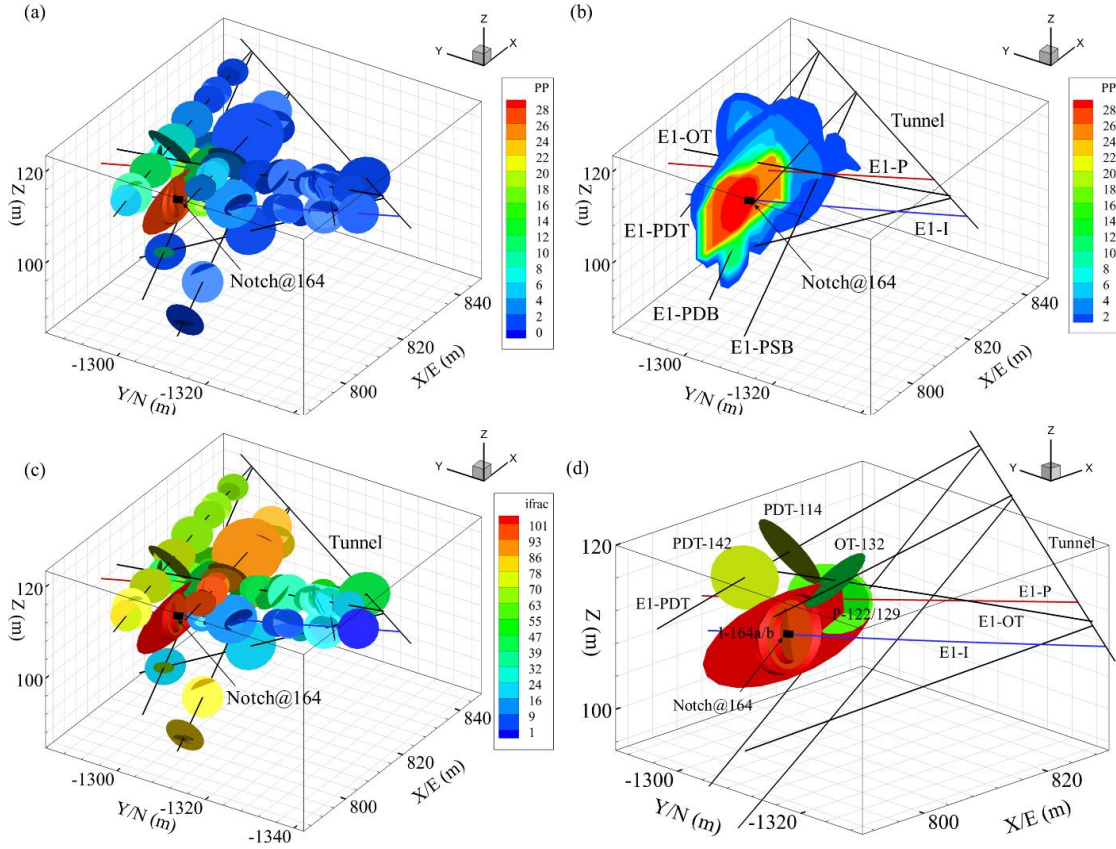 (a)
Z
Y
X
PP
28
26
24
22
20
18
16
14
12
10
8
6
4
2
0
120
100
Z (m)
Notch@164
-1300
-1320
Y/N (m)
800
820
840
X/E (m)
(b)
Z
Y
X
PP
28
26
24
22
20
18
16
14
12
10
8
6
4
2
E1-OT
Tunnel
E1-P
E1-I
E1-PDT
Notch@164
E1-PDB
E1-PSB
120
100
Z (m)
-1300
-1320
Y/N (m)
800
820
840
X/E (m)
(c)
Z
Y
X
ifrac
101
93
86
78
70
63
55
47
39
32
24
16
9
1
Tunnel
120
100
Z (m)
Notch@164
-1300
-1320
-1340
Y/N (m)
800
820
840
X/E (m)
(d)
Z
Y
X
PDT-114
PDT-142
OT-132
Tunnel
E1-PDT
P-122/129
E1-P
I-164a/b
E1-OT
E1-I
Notch@164
120
100
Z (m)
-1300
-1320
Y/N (m)
800
820
X/E (m)